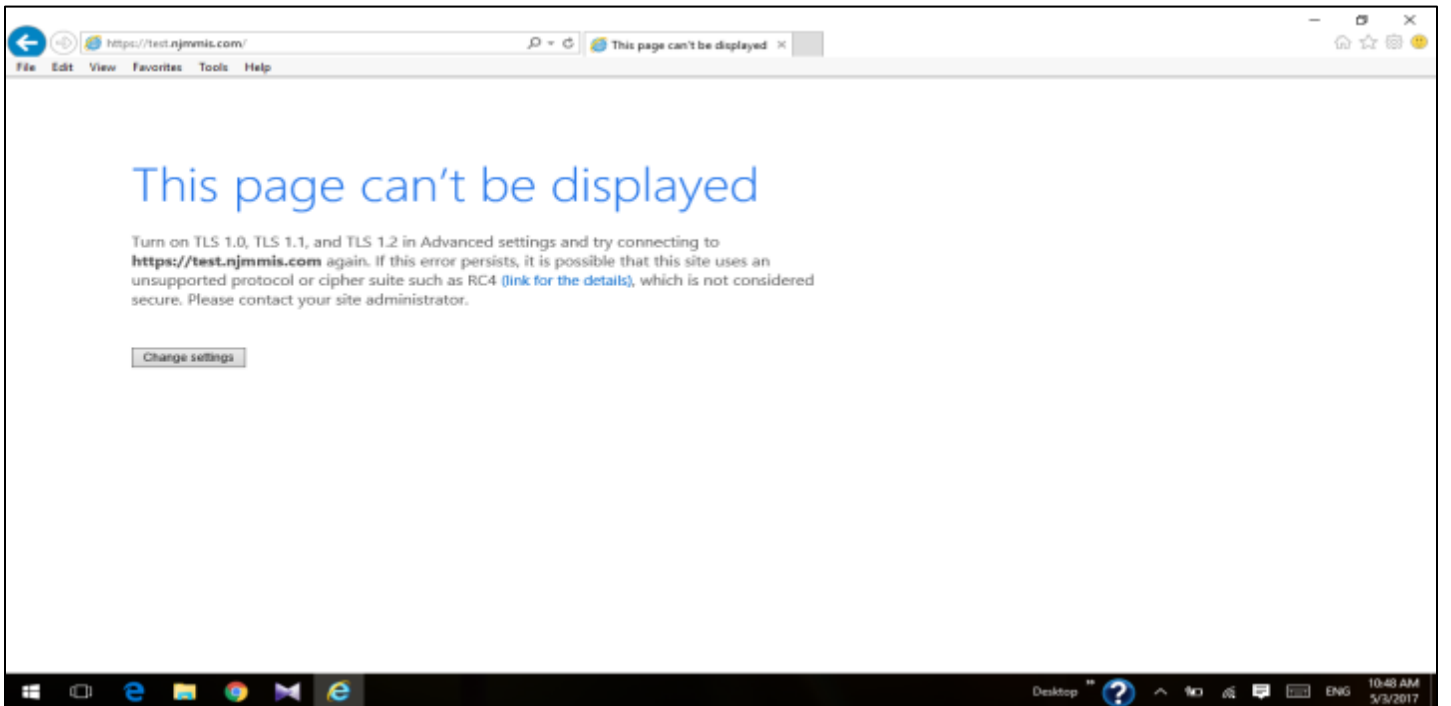 https://test.njmmis.com/
This page can't be displayed
File Edit View Favorites Tools Help
This page can't be displayed
Turn on TLS 1.0, TLS 1.1, and TLS 1.2 in Advanced settings and try connecting to
https://test.njmmis.com again. If this error persists, it is possible that this site uses an
unsupported protocol or cipher suite such as RC4 (link for the details), which is not considered
secure. Please contact your site administrator.
Change settings
Desktop
ENG
10:48 AM
5/3/2017